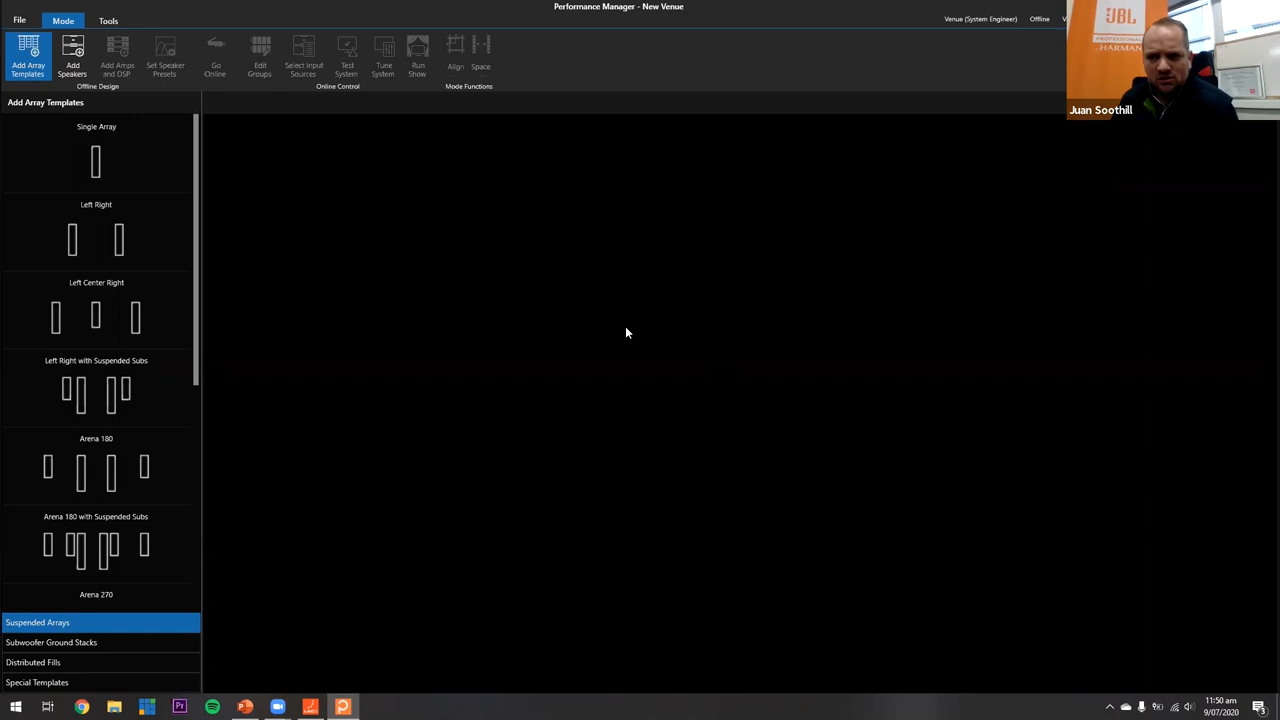 Performance Manager - New Venue
File
Mode
Tools
Venue (System Engineer)
Offline
JBL
PROFESSIONAL
HARMAN
Juan Soothill
Add Array Templates
Add Speakers
Add Amps and DSP
Set Speaker Presets
Go Online
Edit Groups
Select Input Sources
Test System
Tune System
Run Show
Align
Space
Offline Design
Online Control
Mode Functions
Add Array Templates
Single Array
Left Right
Left Center Right
Left Right with Suspended Subs
Arena 180
Arena 180 with Suspended Subs
Arena 270
Suspended Arrays
Subwoofer Ground Stacks
Distributed Fills
Special Templates
Pr
11:50 am
9/07/2020
3